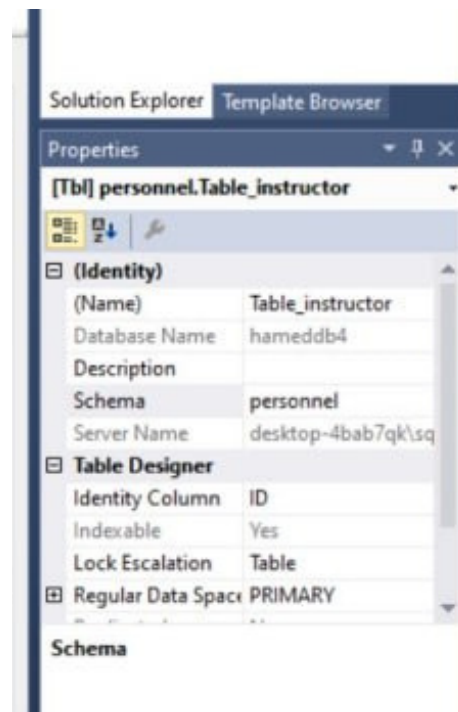 Solution Explorer Template Browser
Properties
[Tbl] personnel.Table_instructor
(Identity)
(Name) Table_instructor
Database Name hameddb4
Description
Schema personnel
Server Name desktop-4bab7qk\sq
Table Designer
Identity Column ID
Indexable Yes
Lock Escalation Table
Regular Data Space PRIMARY
Schema